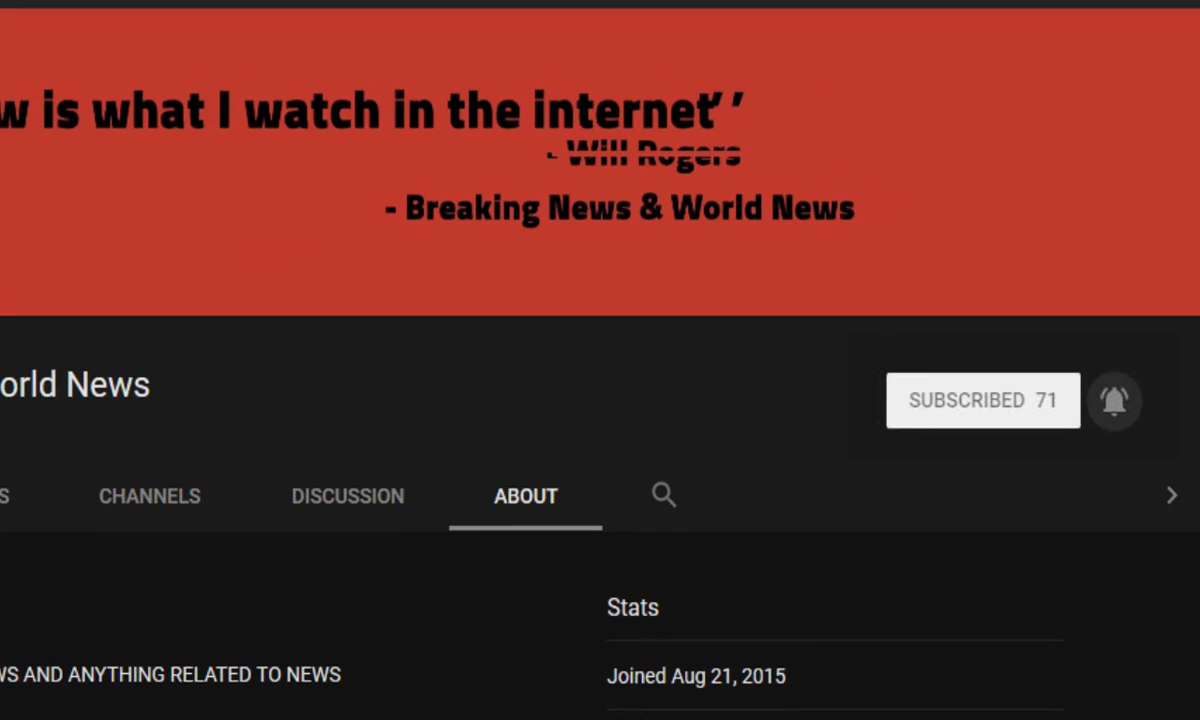 w is what I watch in the internet’’
- Will Rogers
- Breaking News & World News
orld News
SUBSCRIBED 71
S CHANNELS DISCUSSION ABOUT
Stats
WS AND ANYTHING RELATED TO NEWS
Joined Aug 21, 2015